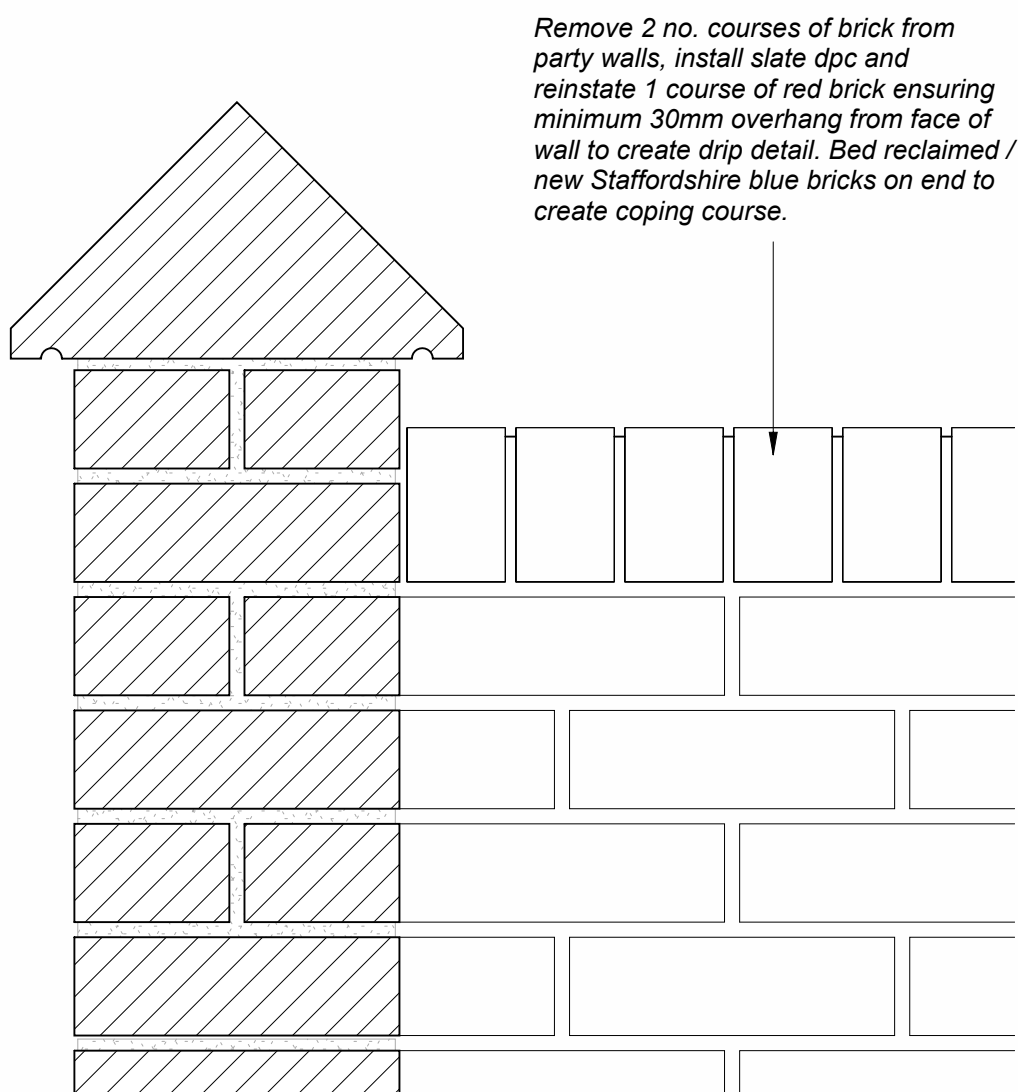 Remove 2 no. courses of brick from
party walls, install slate dpc and
reinstate 1 course of red brick ensuring
minimum 30mm overhang from face of
wall to create drip detail. Bed reclaimed /
new Staffordshire blue bricks on end to
create coping course.